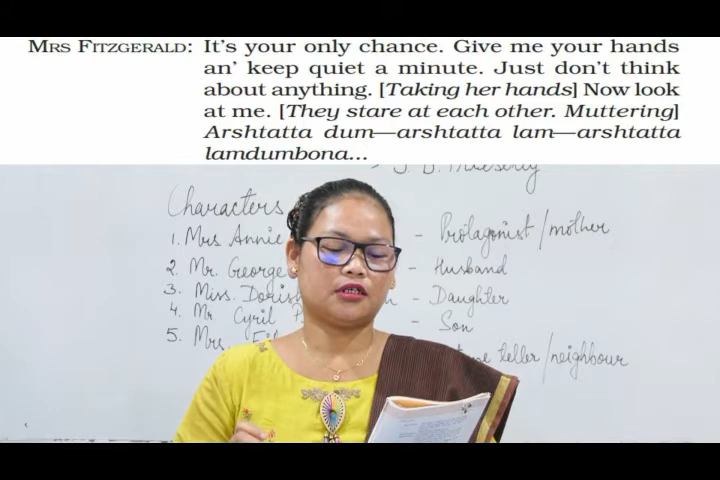 MRS FITZGERALD: It's your only chance. Give me your hands
an' keep quiet a minute. Just don't think
about anything. [Taking her hands] Now look
at me. [They stare at each other. Muttering]
Arshtatta dum—arshtatta lam—arshtatta
lamdumbona...
Characters
1. Mrs Annie - Protagonist/mother
2. Mr. George - Husband
3. Miss. Doris - Daughter
4. Mr Cyril - Son
5. Mrs. teller/neighbour